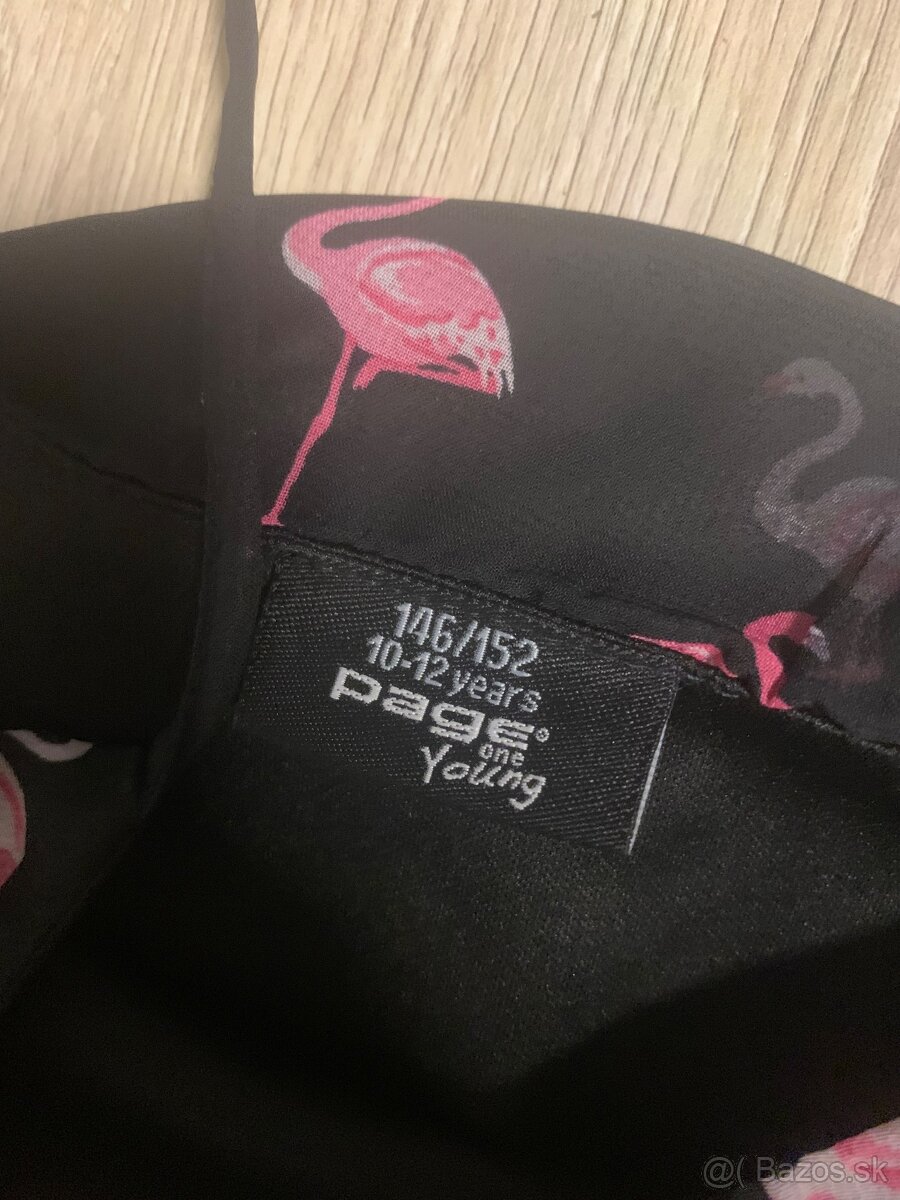 146/152
10-12 years
page
one
Young
@( Bazos.sk